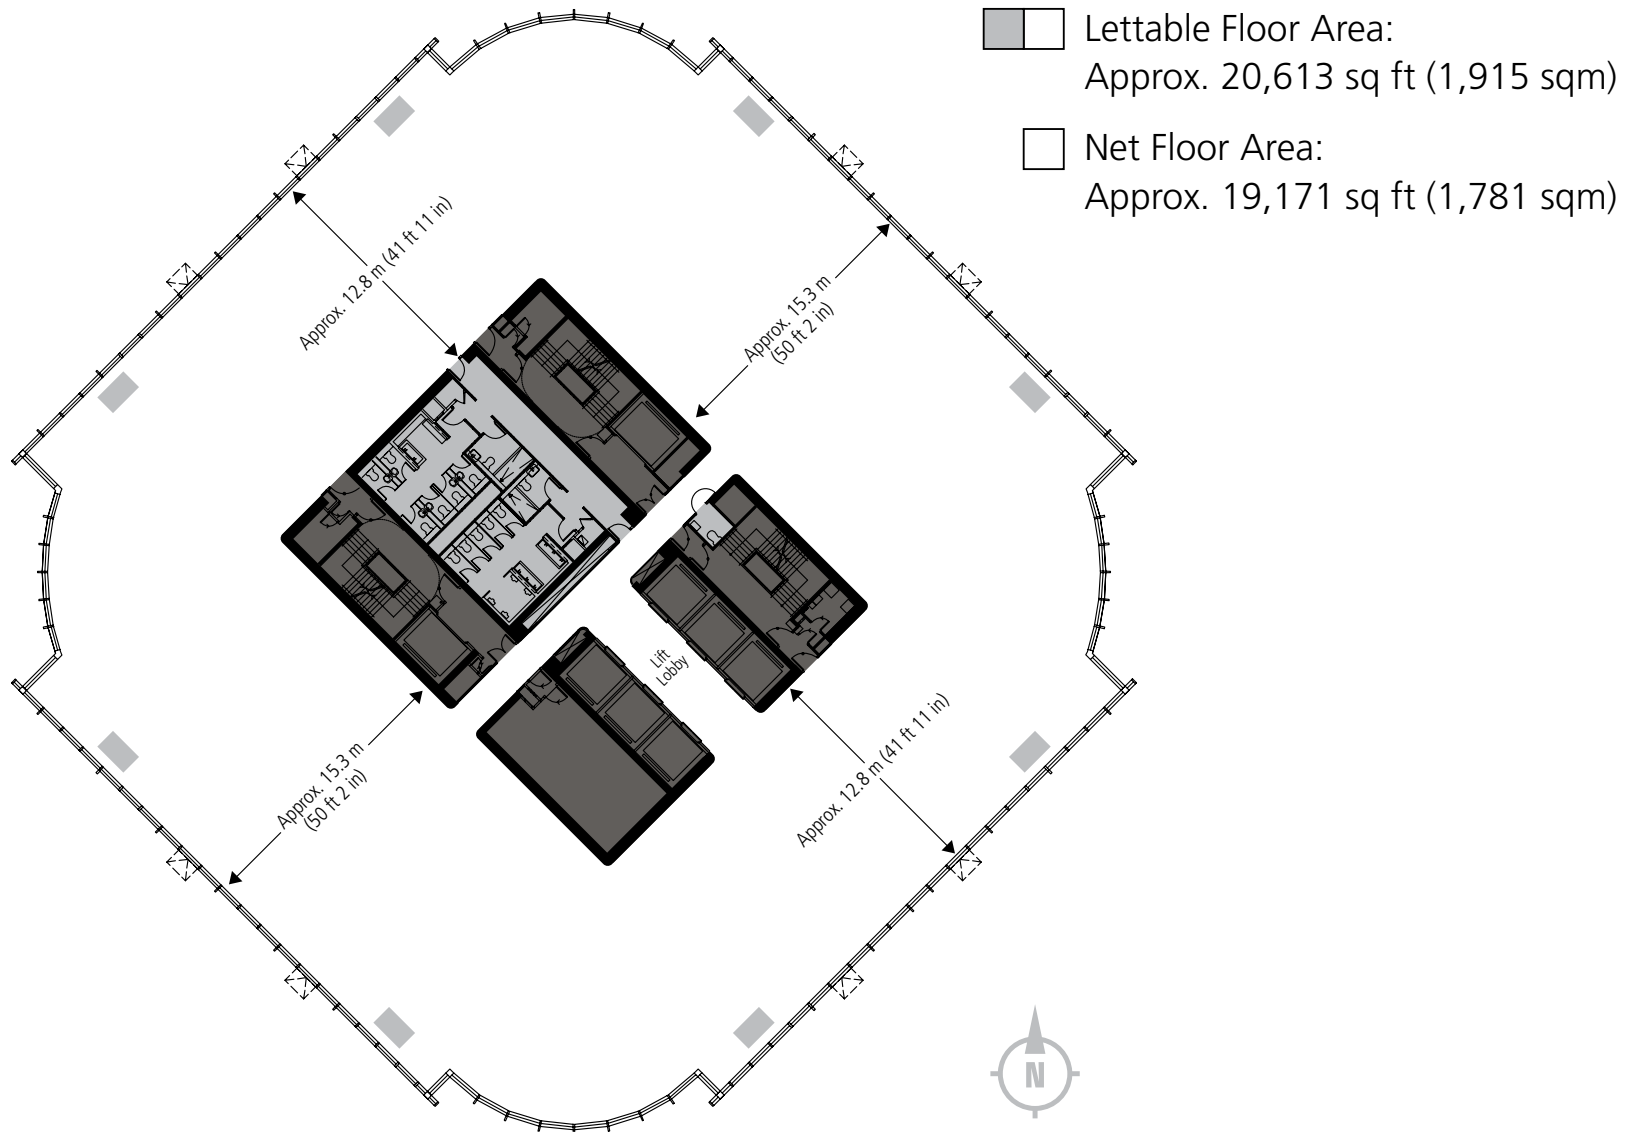 Lettable Floor Area:
Approx. 20,613 sq ft (1,915 sqm)
Net Floor Area:
Approx. 19,171 sq ft (1,781 sqm)
Approx. 12.8 m (41 ft 11 in)
Approx. 15.3 m
(50 ft 2 in)
Lift
Lobby
Approx. 15.3 m
(50 ft 2 in)
Approx. 12.8 m (41 ft 11 in)
N